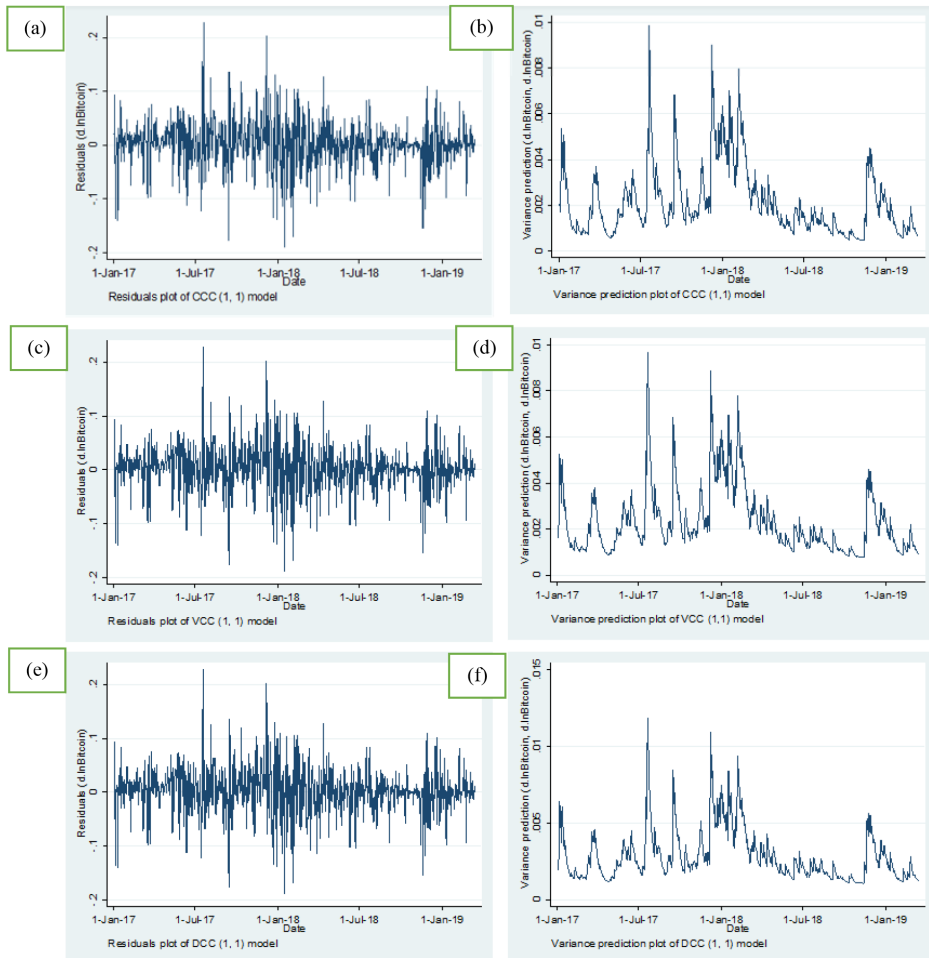 (a)
Residuals (d.lnBitcoin)
.2
.1
0
-.1
-.2
1-Jan-17 1-Jul-17 1-Jan-18 1-Jul-18 1-Jan-19
Date
Residuals plot of CCC (1, 1) model
(b)
Variance prediction (d.lnBitcoin, d.lnBitcoin)
.01
.008
.006
.004
.002
0
1-Jan-17 1-Jul-17 1-Jan-18 1-Jul-18 1-Jan-19
Date
Variance prediction plot of CCC (1,1) model
(c)
Residuals (d.lnBitcoin)
.2
.1
0
-.1
-.2
1-Jan-17 1-Jul-17 1-Jan-18 1-Jul-18 1-Jan-19
Date
Residuals plot of VCC (1, 1) model
(d)
Variance prediction (d.lnBitcoin, d.lnBitcoin)
.01
.008
.006
.004
.002
0
1-Jan-17 1-Jul-17 1-Jan-18 1-Jul-18 1-Jan-19
Date
Variance prediction plot of VCC (1,1) model
(e)
Residuals (d.lnBitcoin)
.2
.1
0
-.1
-.2
1-Jan-17 1-Jul-17 1-Jan-18 1-Jul-18 1-Jan-19
Date
Residuals plot of DCC (1, 1) model
(f)
Variance prediction (d.lnBitcoin, d.lnBitcoin)
.015
.01
.005
0
1-Jan-17 1-Jul-17 1-Jan-18 1-Jul-18 1-Jan-19
Date
Variance prediction plot of DCC (1, 1) model